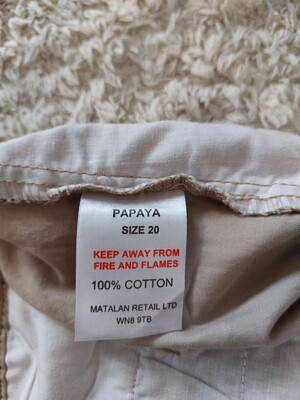 PAPAYA
SIZE 20
KEEP AWAY FROM
FIRE AND FLAMES
100% COTTON
MATALAN RETAIL LTD
WN8 9TB